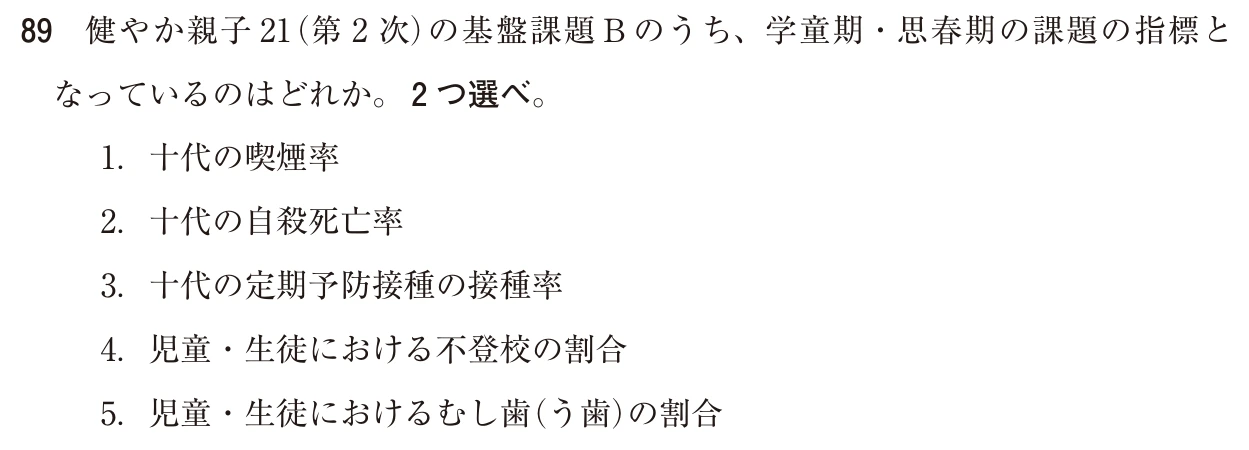 89 健やか親子21(第2次)の基盤課題Bのうち、学童期・思春期の課題の指標と
なっているのはどれか。2つ選べ。
1. 十代の喫煙率
2. 十代の自殺死亡率
3. 十代の定期予防接種の接種率
4. 児童・生徒における不登校の割合
5. 児童・生徒におけるむし歯(う歯)の割合